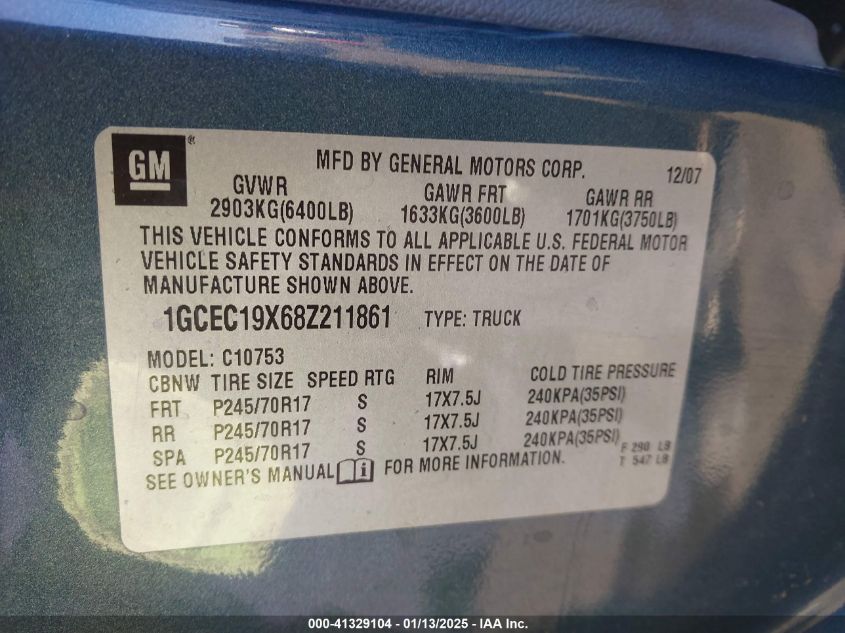 GM®
MFD BY GENERAL MOTORS CORP. 12/07
GVWR GAWR FRT GAWR RR
2903KG(6400LB) 1633KG(3600LB) 1701KG(3750LB)
THIS VEHICLE CONFORMS TO ALL APPLICABLE U.S. FEDERAL MOTOR
VEHICLE SAFETY STANDARDS IN EFFECT ON THE DATE OF
MANUFACTURE SHOWN ABOVE.
1GCEC19X68Z211861 TYPE: TRUCK
MODEL: C10753
CBNW TIRE SIZE SPEED RTG RIM COLD TIRE PRESSURE
FRT P245/70R17 S 17X7.5J 240KPA(35PSI)
RR P245/70R17 S 17X7.5J 240KPA(35PSI)
SPA P245/70R17 S 17X7.5J 240KPA(35PSI)
F 290 LB
T 547 LB
SEE OWNER'S MANUAL i FOR MORE INFORMATION.
000-41329104 - 01/13/2025 - IAA Inc.